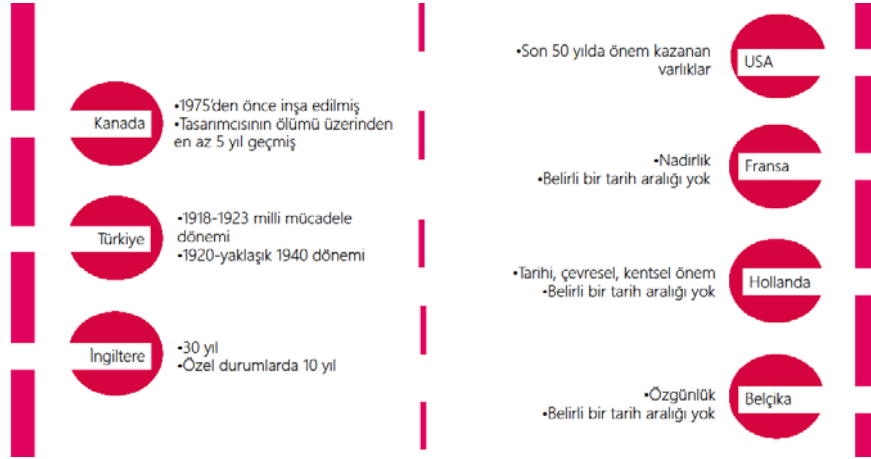 Kanada
•1975'den önce inşa edilmiş
•Tasarımcısının ölümü üzerinden
en az 5 yıl geçmiş
Türkiye
•1918-1923 milli mücadele
dönemi
•1920-yaklaşık 1940 dönemi
İngiltere
•30 yıl
•Özel durumlarda 10 yıl
•Son 50 yılda önem kazanan
varlıklar
USA
•Nadirlik
•Belirli bir tarih aralığı yok
Fransa
•Tarihi, çevresel, kentsel önem
•Belirli bir tarih aralığı yok
Hollanda
•Özgünlük
•Belirli bir tarih aralığı yok
Belçika